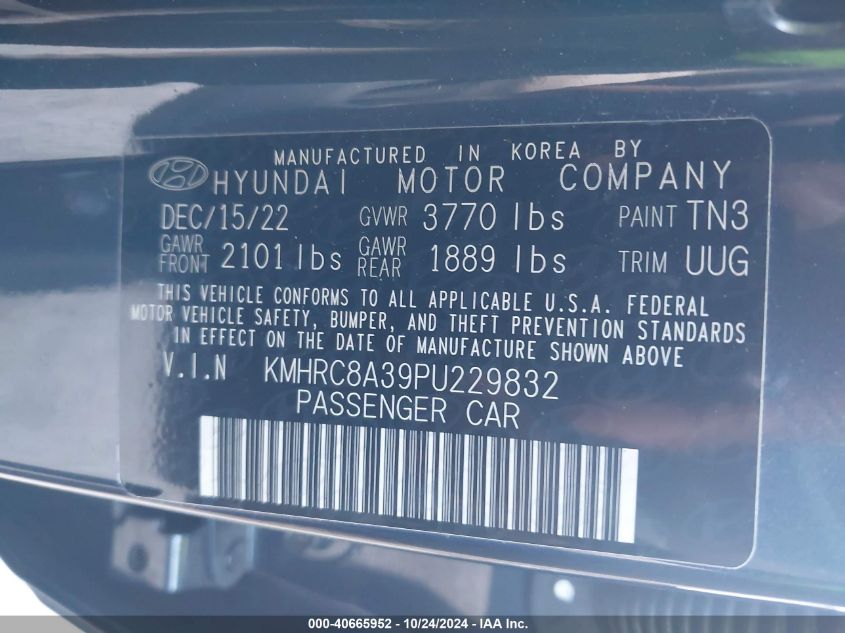 MANUFACTURED IN KOREA BY
HYUNDAI MOTOR COMPANY
DEC/15/22 GVWR 3770 lbs PAINT TN3
GAWR FRONT 2101 lbs GAWR REAR 1889 lbs TRIM UUG
THIS VEHICLE CONFORMS TO ALL APPLICABLE U.S.A. FEDERAL
MOTOR VEHICLE SAFETY, BUMPER, AND THEFT PREVENTION STANDARDS
IN EFFECT ON THE DATE OF MANUFACTURE SHOWN ABOVE
V.I.N KMHRC8A39PU229832
PASSENGER CAR
000-40665952 - 10/24/2024 - IAA Inc.